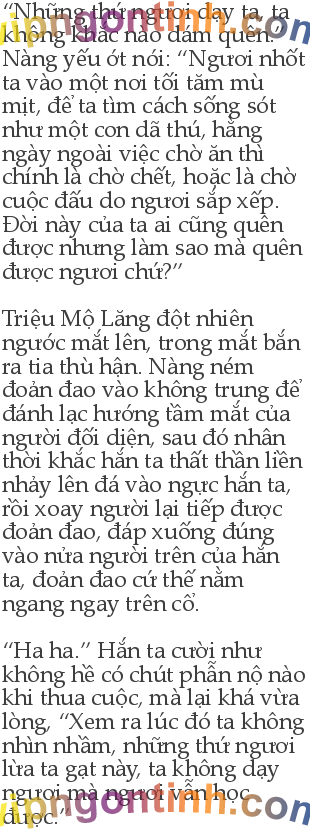 “Những thứ ngươi dạy ta, ta
không khắc nào dám quên.”
Nàng yếu ớt nói: “Ngươi nhốt
ta vào một nơi tối tăm mù
mịt, để ta tìm cách sống sót
như một con dã thú, hằng
ngày ngoài việc chờ ăn thì
chính là chờ chết, hoặc là chờ
cuộc đấu do ngươi sắp xếp.
Đời này của ta ai cũng quên
được nhưng làm sao mà quên
được ngươi chứ?”
Triệu Mộ Lăng đột nhiên
ngước mắt lên, trong mắt bắn
ra tia thù hận. Nàng ném
đoản đao vào không trung để
đánh lạc hướng tầm mắt của
người đối diện, sau đó nhân
thời khắc hắn ta thất thần liền
nhảy lên đá vào ngực hắn ta,
rồi xoay người lại tiếp được
đoản đao, đáp xuống đúng
vào nửa người trên của hắn
ta, đoản đao cứ thế nằm
ngang ngay trên cổ.
“Ha ha.” Hắn ta cười như
không hề có chút phẫn nộ nào
khi thua cuộc, mà lại khá vừa
lòng, “Xem ra lúc đó ta không
nhìn nhầm, những thứ ngươi
lừa ta gạt này, ta không dạy
ngươi mà ngươi vẫn học
được.”
vipngontinh.com
vipngontinh.com